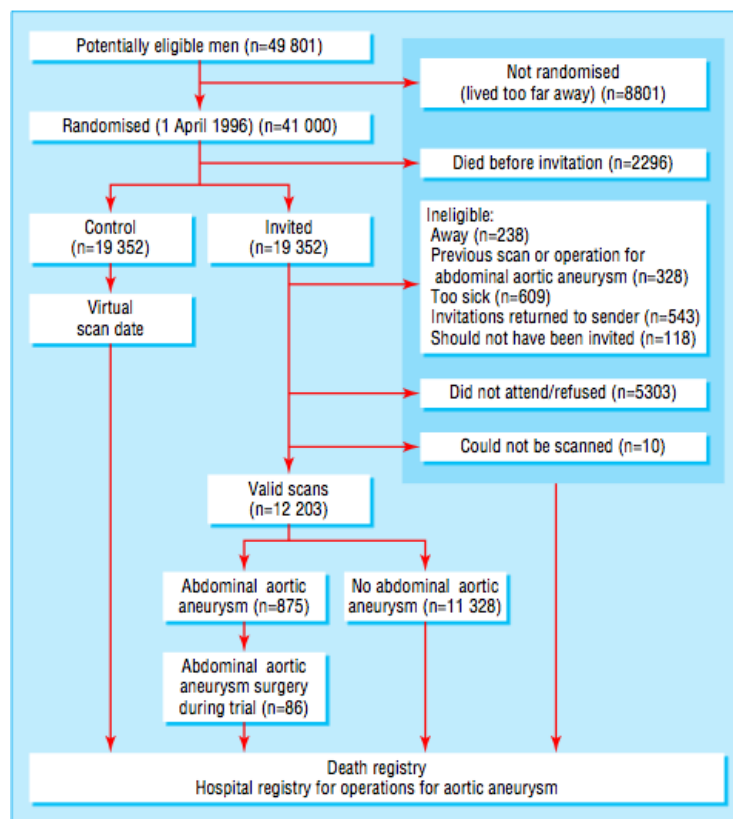 Potentially eligible men (n=49 801)
Not randomised
(lived too far away) (n=8801)
Randomised (1 April 1996) (n=41 000)
Died before invitation (n=2296)
Control
(n=19 352)
Invited
(n=19 352)
Ineligible:
Away (n=238)
Previous scan or operation for
abdominal aortic aneurysm (n=328)
Too sick (n=609)
Invitations returned to sender (n=543)
Should not have been invited (n=118)
Virtual
scan date
Did not attend/refused (n=5303)
Could not be scanned (n=10)
Valid scans
(n=12 203)
Abdominal aortic
aneurysm (n=875)
No abdominal aortic
aneurysm (n=11 328)
Abdominal aortic
aneurysm surgery
during trial (n=86)
Death registry
Hospital registry for operations for aortic aneurysm